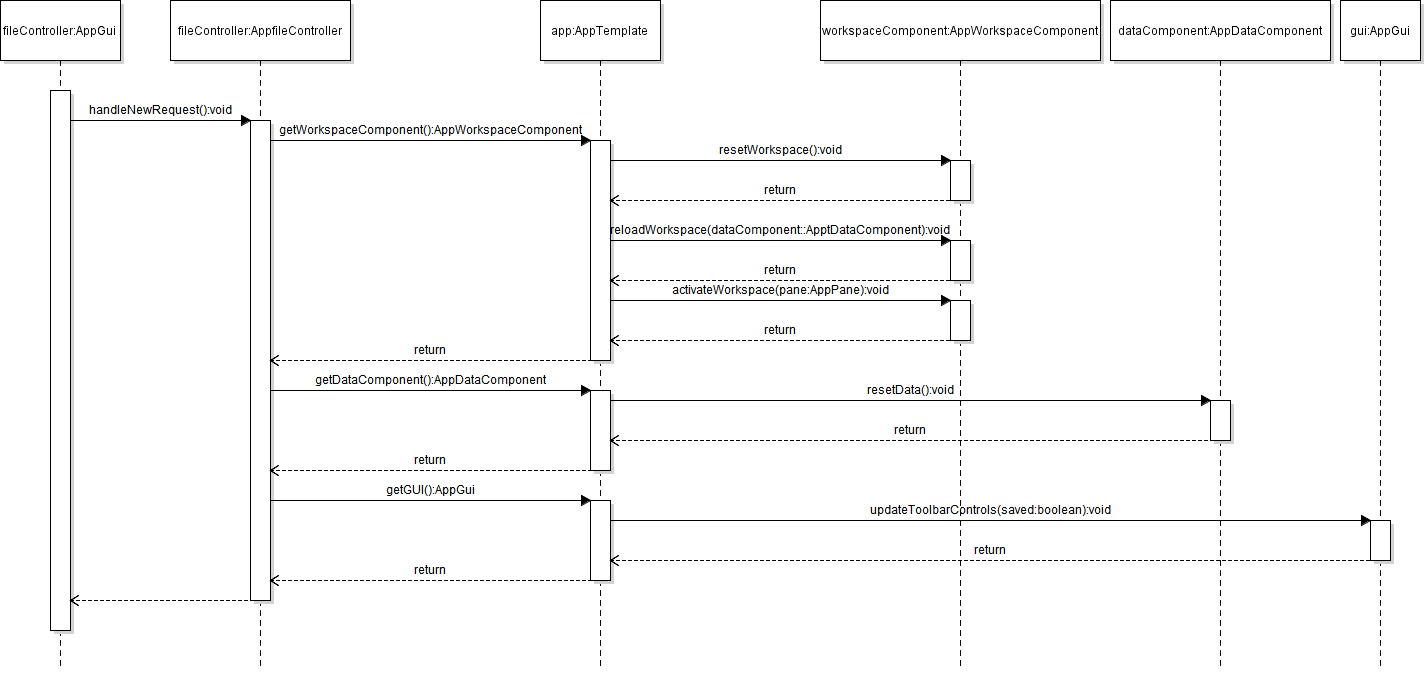 fileController:AppGui
fileController:AppfileController
app:AppTemplate
workspaceComponent:AppWorkspaceComponent
dataComponent:AppDataComponent
gui:AppGui
handleNewRequest():void
getWorkspaceComponent():AppWorkspaceComponent
resetWorkspace():void
return
reloadWorkspace(dataComponent::ApptDataComponent):void
return
activateWorkspace(pane:AppPane):void
return
return
getDataComponent():AppDataComponent
resetData():void
return
return
getGUI():AppGui
updateToolbarControls(saved:boolean):void
return
return